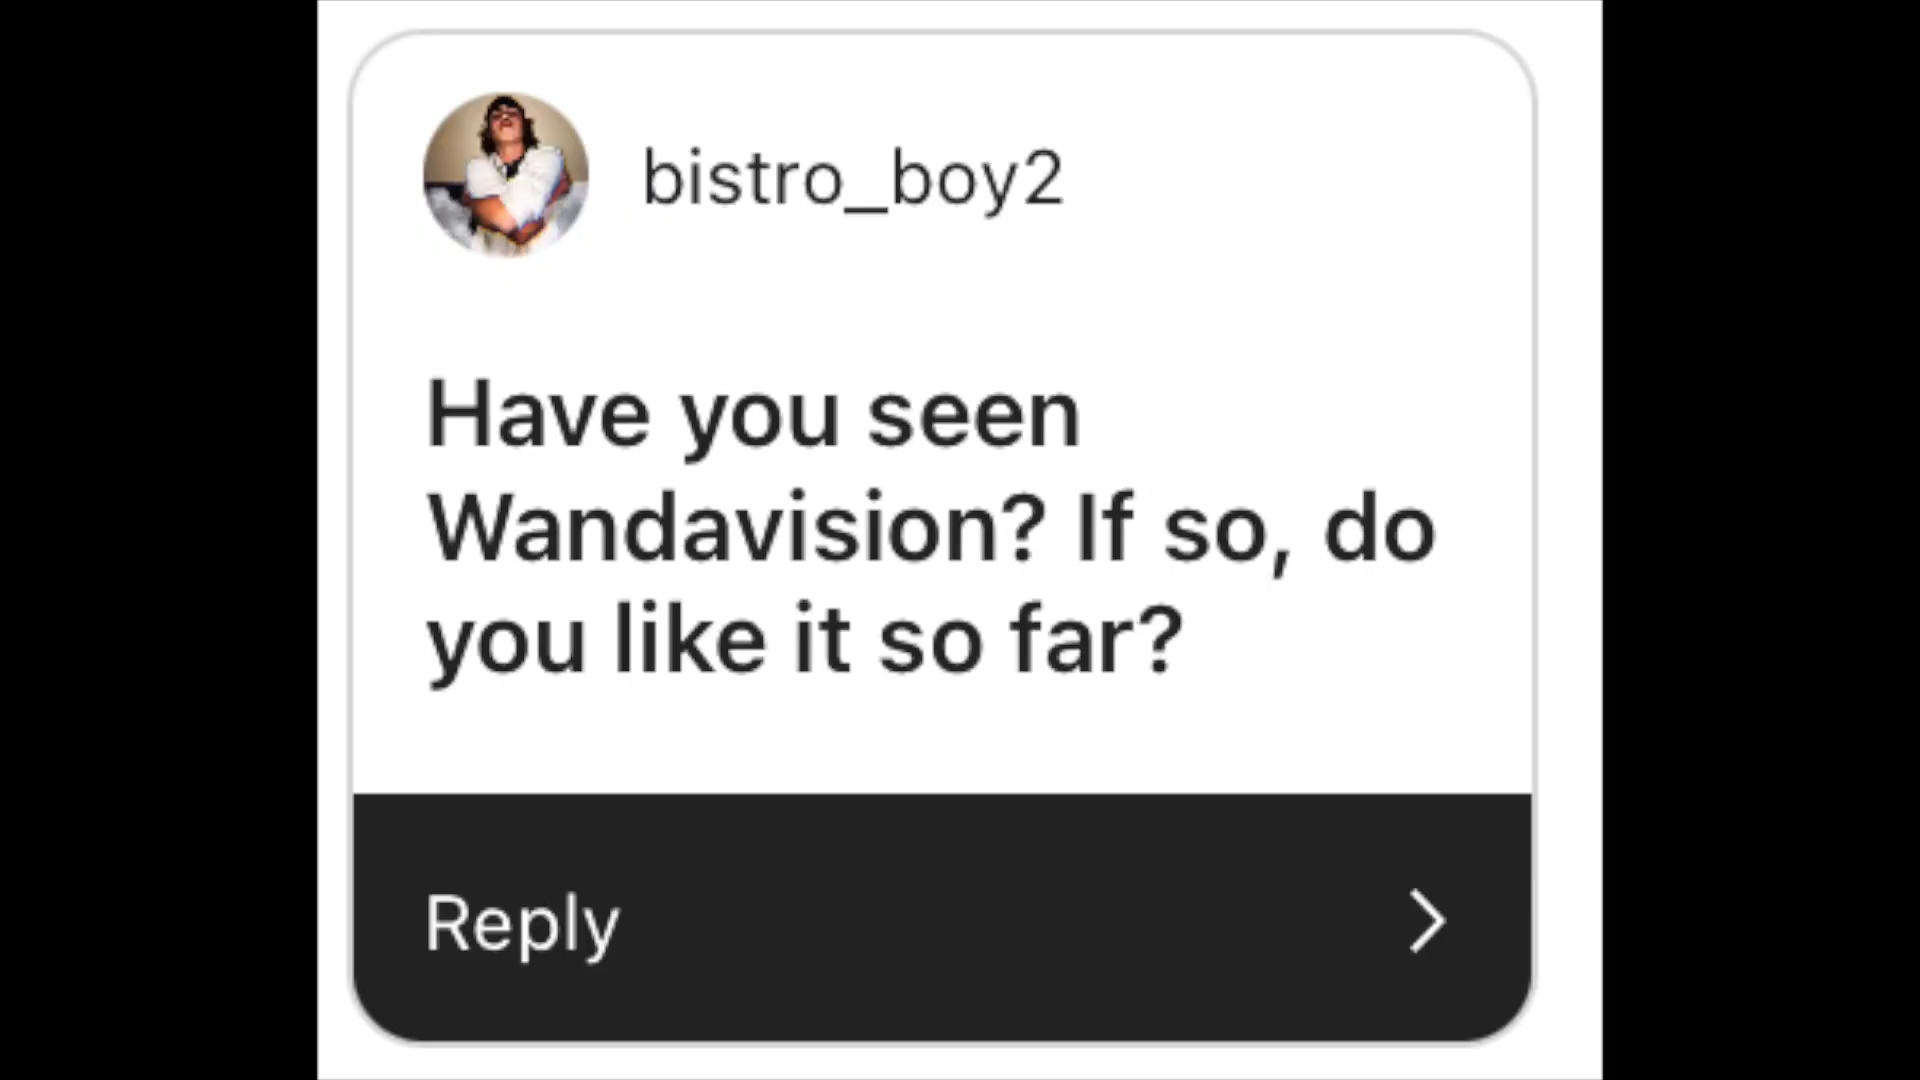 bistro_boy2
Have you seen
Wandavision? If so, do
you like it so far?
Reply